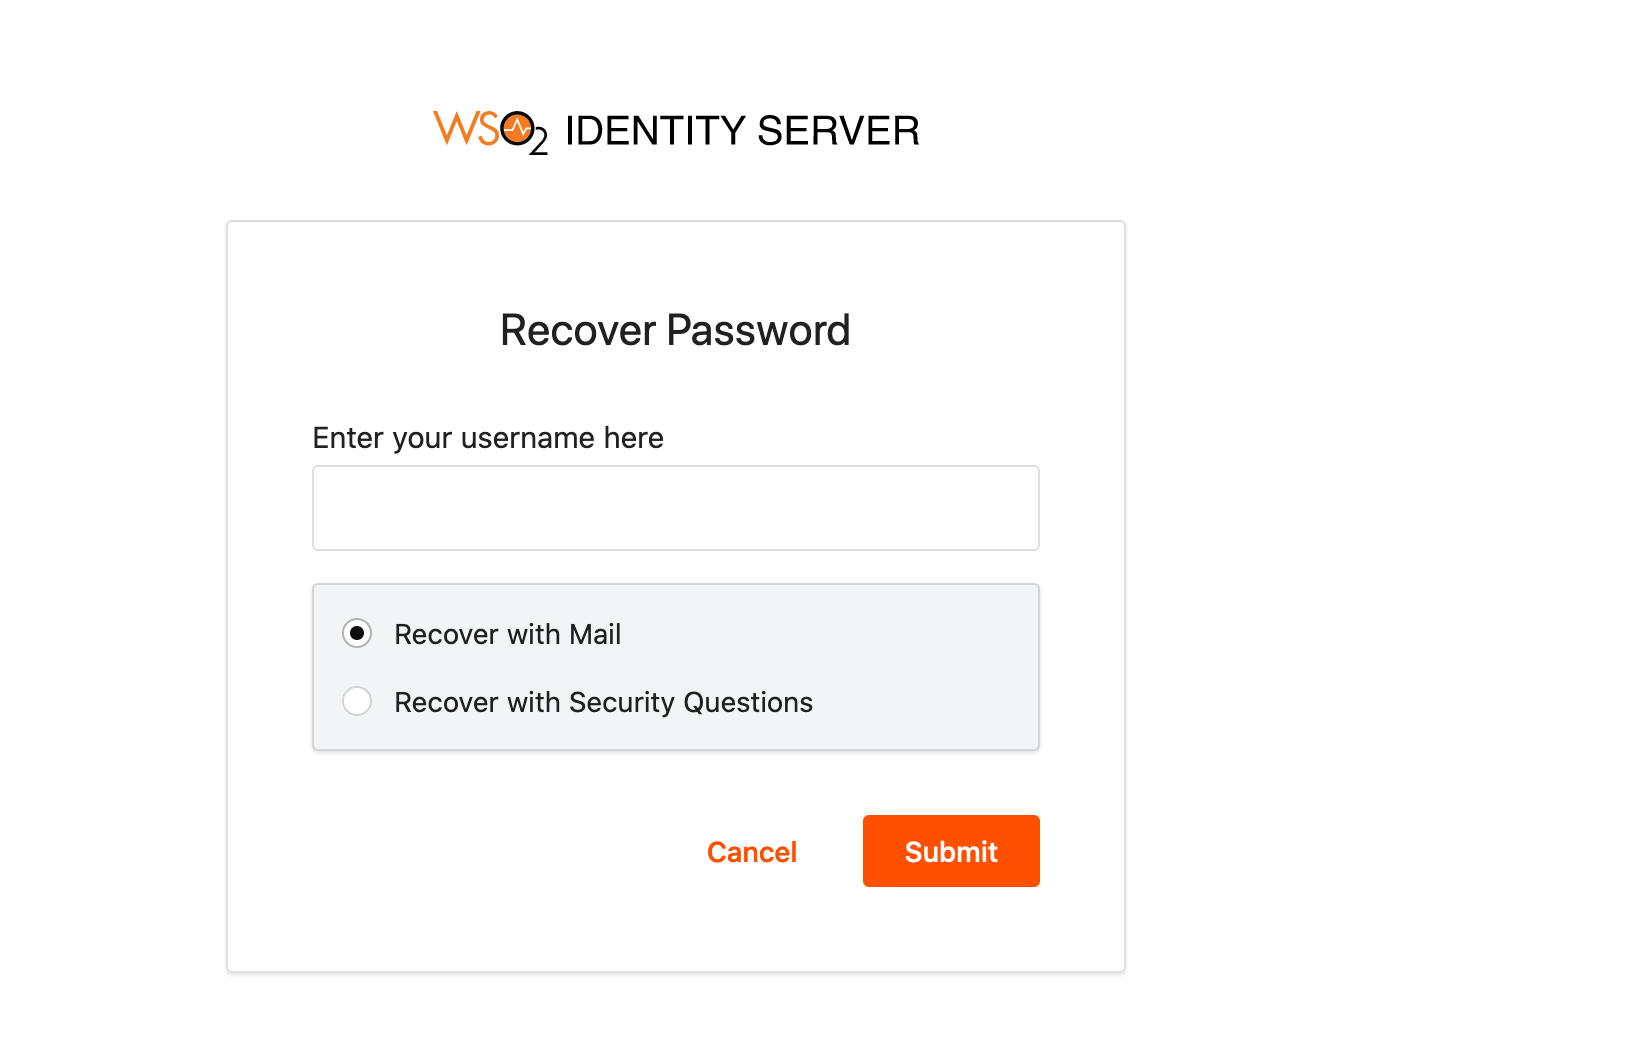 WSO2 IDENTITY SERVER
Recover Password
Enter your username here
Recover with Mail
Recover with Security Questions
Cancel
Submit